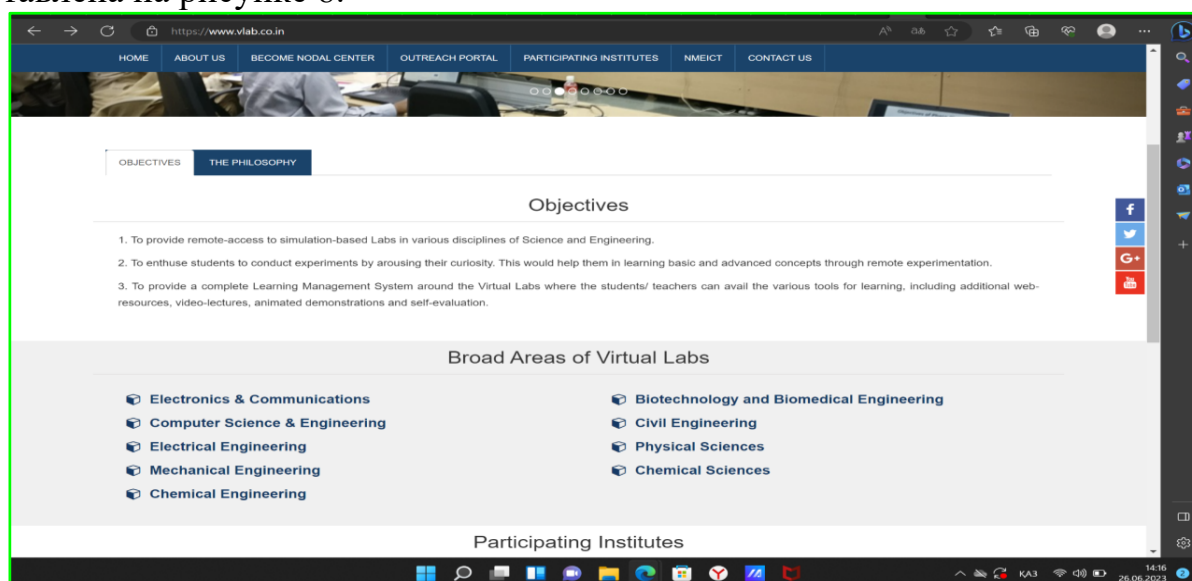 на рисунке
https://www.vlab.co.in
HOME ABOUT US BECOME NODAL CENTER OUTREACH PORTAL PARTICIPATING INSTITUTES NMEICT CONTACT US
OBJECTIVES THE PHILOSOPHY
Objectives
1. To provide remote-access to simulation-based Labs in various disciplines of Science and Engineering.
2. To enthuse students to conduct experiments by arousing their curiosity. This would help them in learning basic and advanced concepts through remote experimentation.
3. To provide a complete Learning Management System around the Virtual Labs where the students/ teachers can avail the various tools for learning, including additional web-
resources, video-lectures, animated demonstrations and self-evaluation.
Broad Areas of Virtual Labs
Electronics & Communications
Computer Science & Engineering
Electrical Engineering
Mechanical Engineering
Chemical Engineering
Biotechnology and Biomedical Engineering
Civil Engineering
Physical Sciences
Chemical Sciences
Participating Institutes
ҚАЗ
14:16
26.06.2023